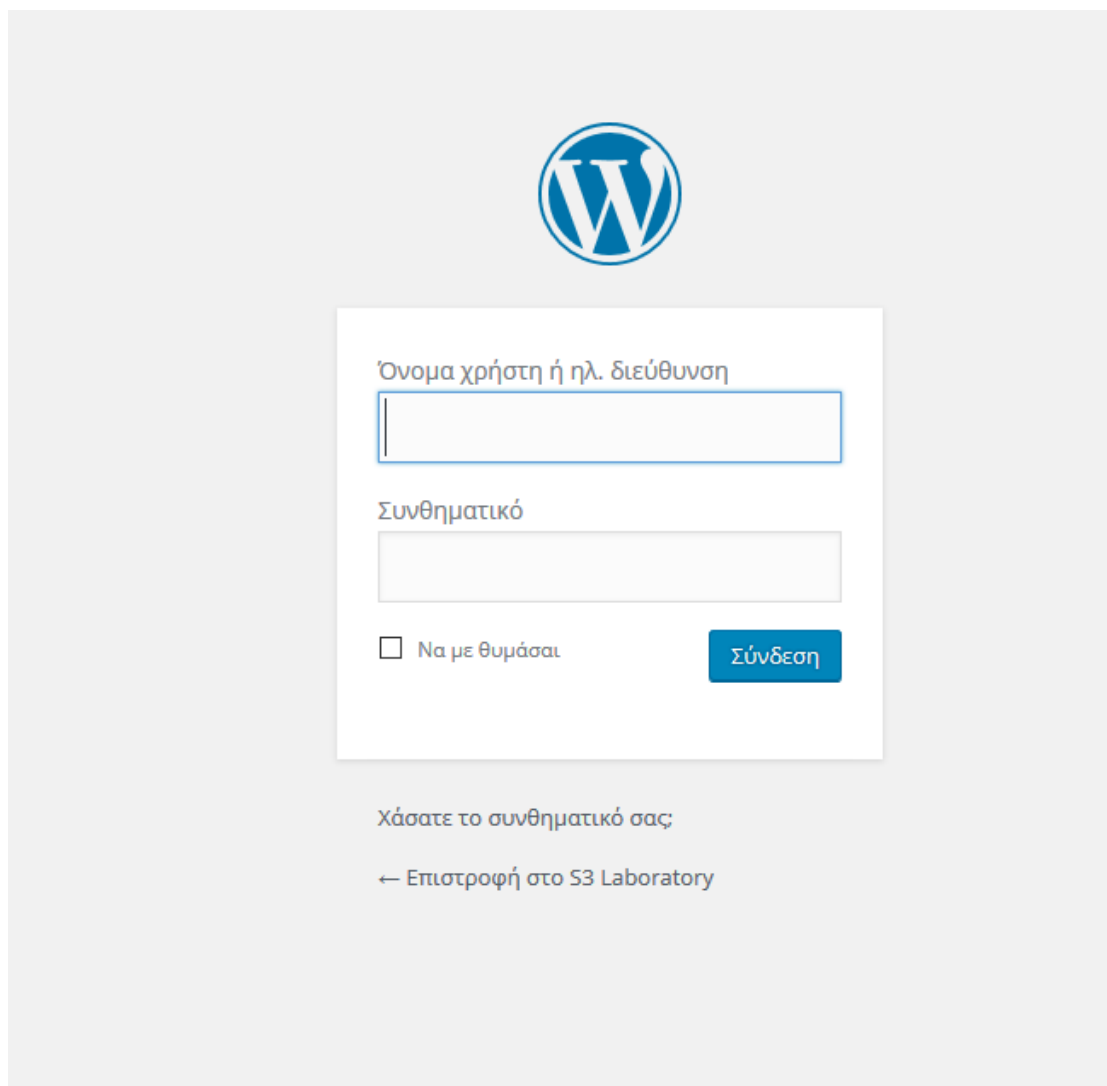 Όνομα χρήστη ή ηλ. διεύθυνση
Συνθηματικό
Να με θυμάσαι
Σύνδεση
Χάσατε το συνθηματικό σας;
← Επιστροφή στο S3 Laboratory